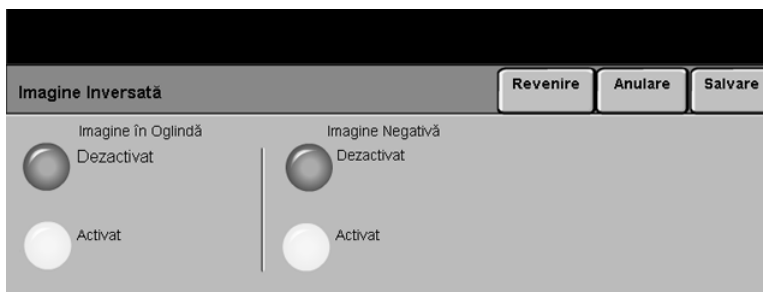 Imagine Inversată
Revenire
Anulare
Salvare
Imagine în Oglindă
Dezactivat
Activat
Imagine Negativă
Dezactivat
Activat